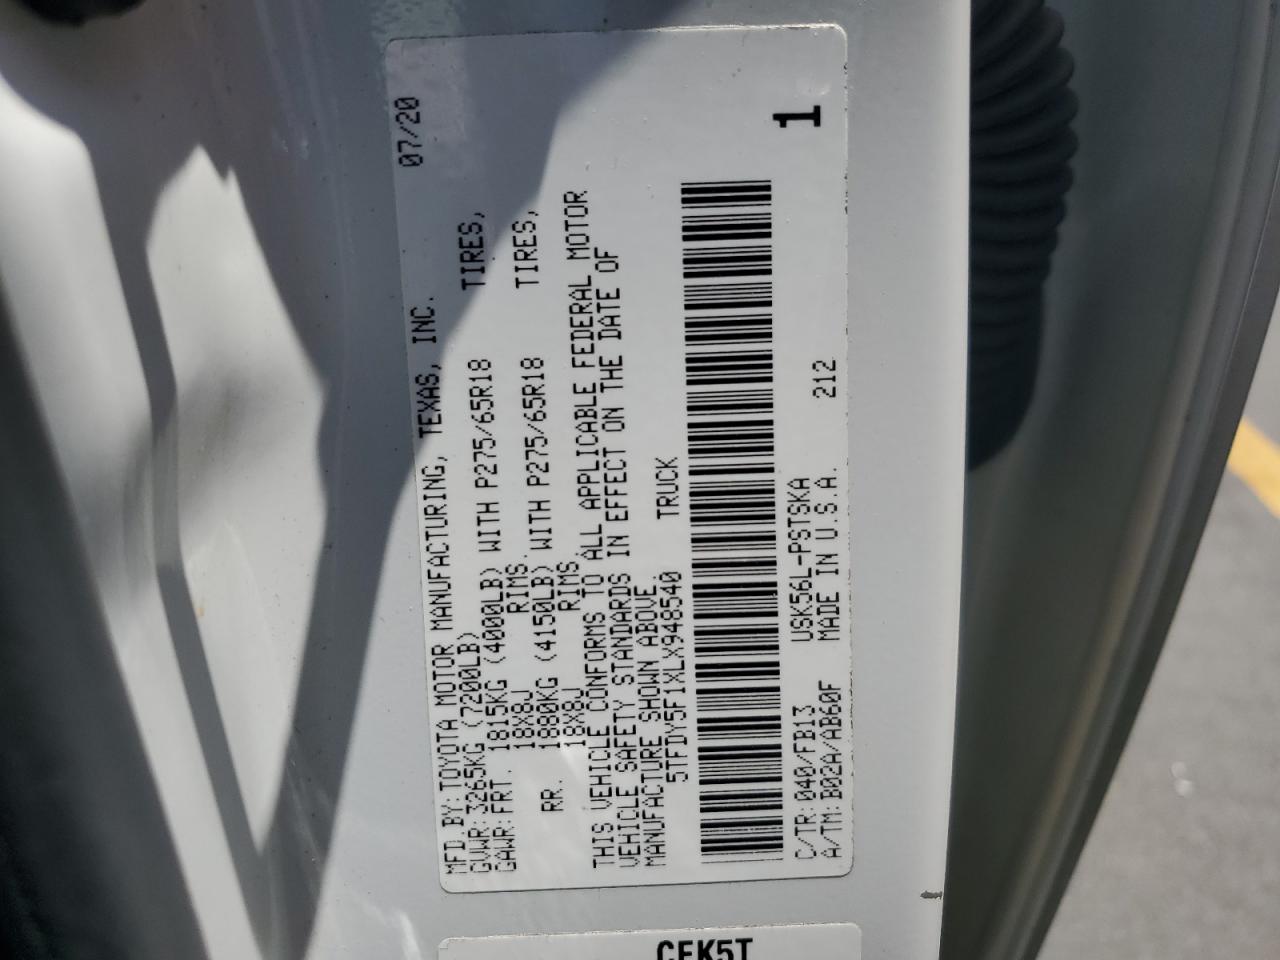 MFD.BY:TOYOTA MOTOR MANUFACTURING, TEXAS, INC. 07/20
GVWR:3265KG(7200LB)
GAWR:FRT. 1815KG(4000LB)WITH P275/65R18 TIRES,
18X8J RIMS.
RR. 1880KG(4150LB)WITH P275/65R18 TIRES,
18X8J RIMS
THIS VEHICLE CONFORMS TO ALL APPLICABLE FEDERAL MOTOR
VEHICLE SAFETY STANDARDS IN EFFECT ON THE DATE OF
MANUFACTURE SHOWN ABOVE.
5TFDY5F1XLX948540 TRUCK
1
C/TR:040/FB13 USK56L-PSTSKA
A/TM:B02A/AB60F MADE IN U.S.A. 212
CEK5T